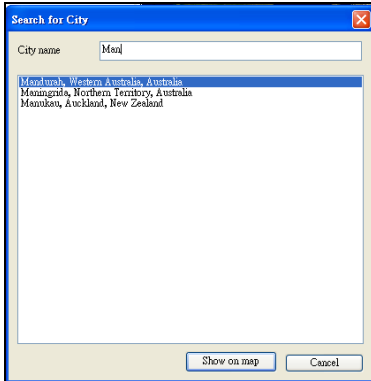 Search for City
City name
Man
Mandurah, Western Australia, Australia
Maningrida, Northern Territory, Australia
Manukau, Auckland, New Zealand
Show on map
Cancel